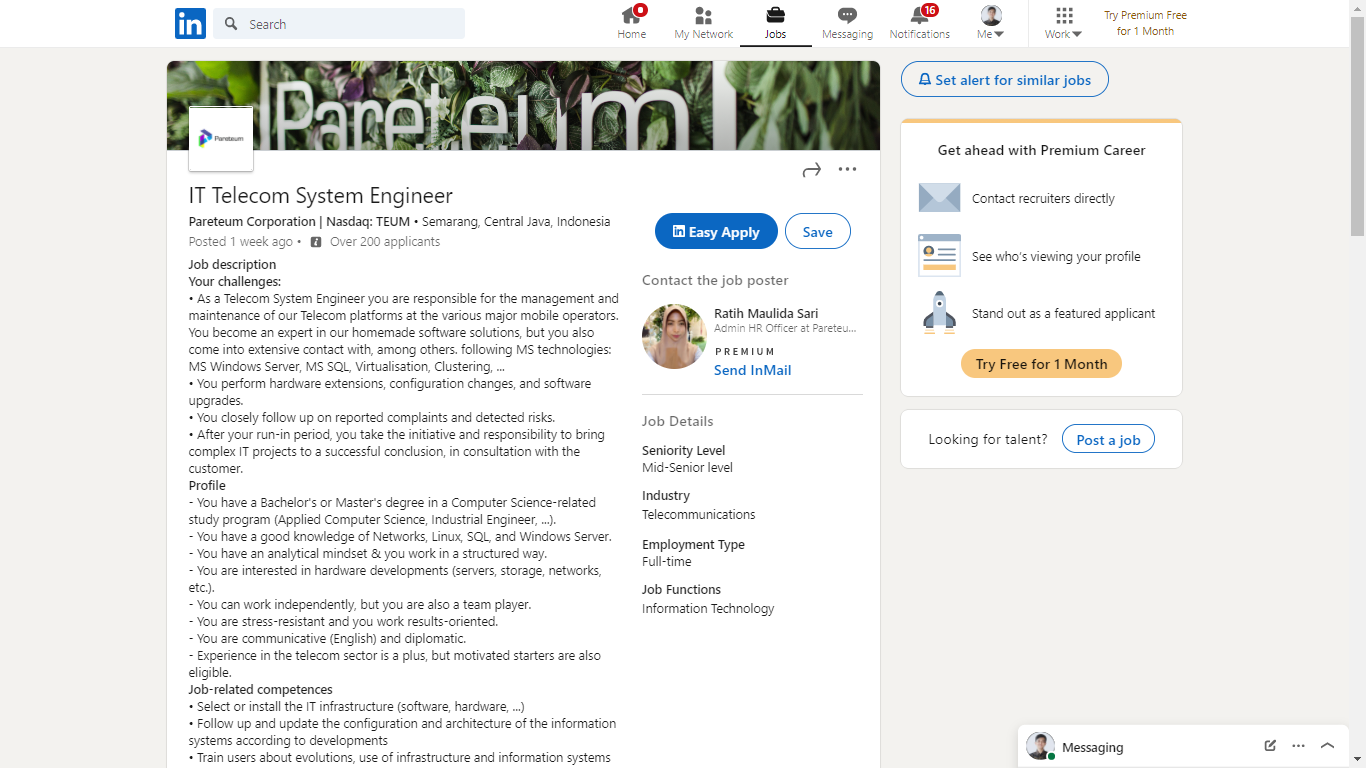 in
Search
Home
My Network
Jobs
Messaging
16
Notifications
Me
Work
Try Premium Free
for 1 Month
Pareteum
Pareteum
IT Telecom System Engineer
Pareteum Corporation | Nasdaq: TEUM • Semarang, Central Java, Indonesia
Posted 1 week ago • Over 200 applicants
in Easy Apply
Save
Job description
Your challenges:
• As a Telecom System Engineer you are responsible for the management and
maintenance of our Telecom platforms at the various major mobile operators.
You become an expert in our homemade software solutions, but you also
come into extensive contact with, among others. following MS technologies:
MS Windows Server, MS SQL, Virtualisation, Clustering, ...
• You perform hardware extensions, configuration changes, and software
upgrades.
• You closely follow up on reported complaints and detected risks.
• After your run-in period, you take the initiative and responsibility to bring
complex IT projects to a successful conclusion, in consultation with the
customer.
Profile
- You have a Bachelor's or Master's degree in a Computer Science-related
study program (Applied Computer Science, Industrial Engineer, ...).
- You have a good knowledge of Networks, Linux, SQL, and Windows Server.
- You have an analytical mindset & you work in a structured way.
- You are interested in hardware developments (servers, storage, networks,
etc.).
- You can work independently, but you are also a team player.
- You are stress-resistant and you work results-oriented.
- You are communicative (English) and diplomatic.
- Experience in the telecom sector is a plus, but motivated starters are also
eligible.
Job-related competences
• Select or install the IT infrastructure (software, hardware, ...)
• Follow up and update the configuration and architecture of the information
systems according to developments
• Train users about evolutions, use of infrastructure and information systems
Contact the job poster
Ratih Maulida Sari
Admin HR Officer at Pareteu...
PREMIUM
Send InMail
Job Details
Seniority Level
Mid-Senior level
Industry
Telecommunications
Employment Type
Full-time
Job Functions
Information Technology
Set alert for similar jobs
Get ahead with Premium Career
Contact recruiters directly
See who's viewing your profile
Stand out as a featured applicant
Try Free for 1 Month
Looking for talent?
Post a job
Messaging